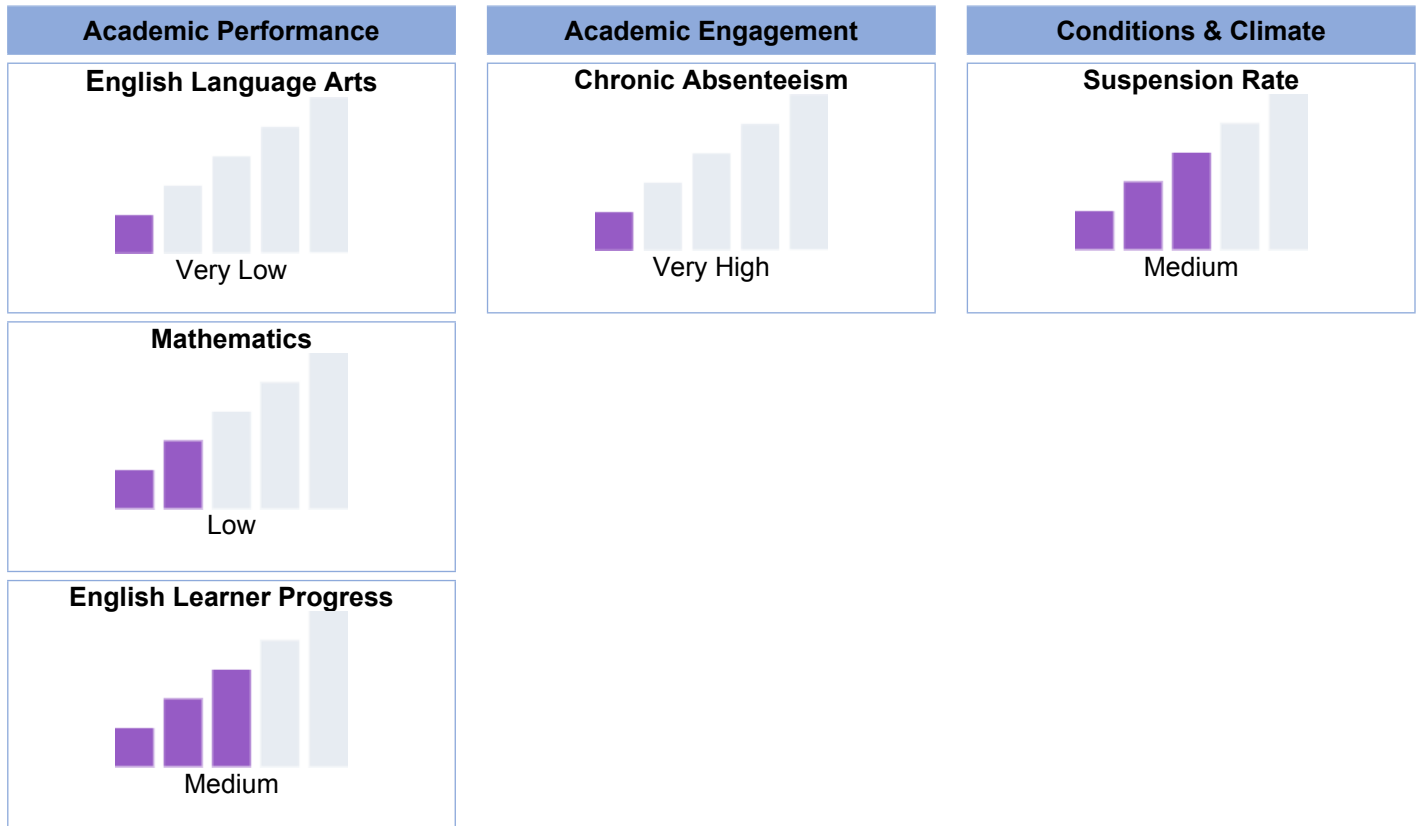 Academic Performance
English Language Arts
Very Low
Mathematics
Low
English Learner Progress
Medium
Academic Engagement
Chronic Absenteeism
Very High
Conditions & Climate
Suspension Rate
Medium